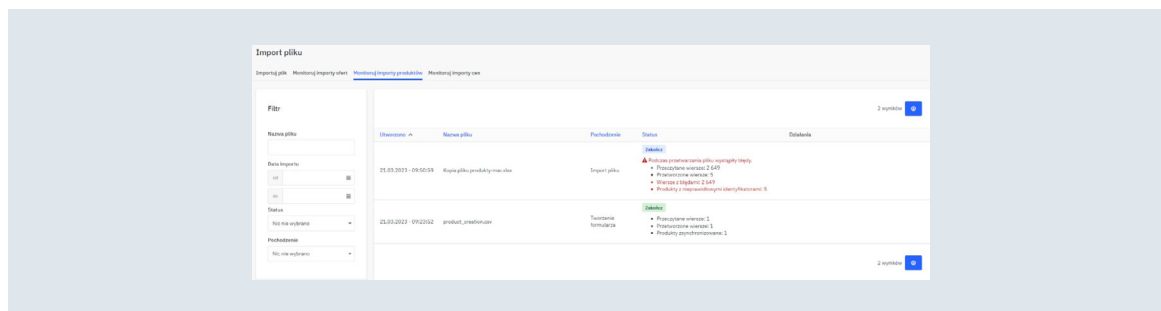 Import pliku
Importuj plik Monitoruj importy ofert Monitoruj importy produktów Monitoruj importy cen
Filtr
2 wyników
Nazwa pliku
Utworzono Nazwa pliku Pochodzenie Status Działania
Zakończ
Podczas przetwarzania pliku wystąpiły błędy.
Data importu
21.03.2023 - 09:50:59 Kopia pliku produkty-mac.xlsx Import pliku
Przeczytane wiersze: 2 649
Przetworzone wiersze: 5
od
Wiersze z błędami: 2 649
Produkty z nieprawidłowymi identyfikatorami: 5
do
Status
Zakończ
Nic nie wybrano
21.03.2023 - 09:23:02 product_creation.csv Tworzenie formularza
Przeczytane wiersze: 1
Przetworzone wiersze: 1
Produkty zsynchronizowane: 1
Pochodzenie
Nic nie wybrano
2 wyników